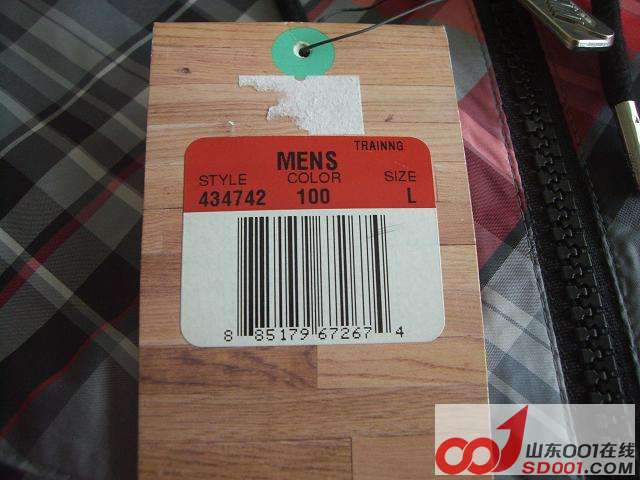 TRAINNG
MENS
STYLE COLOR SIZE
434742 100 L
8 85179 67267 4
001 山东001在线
SD001.COM